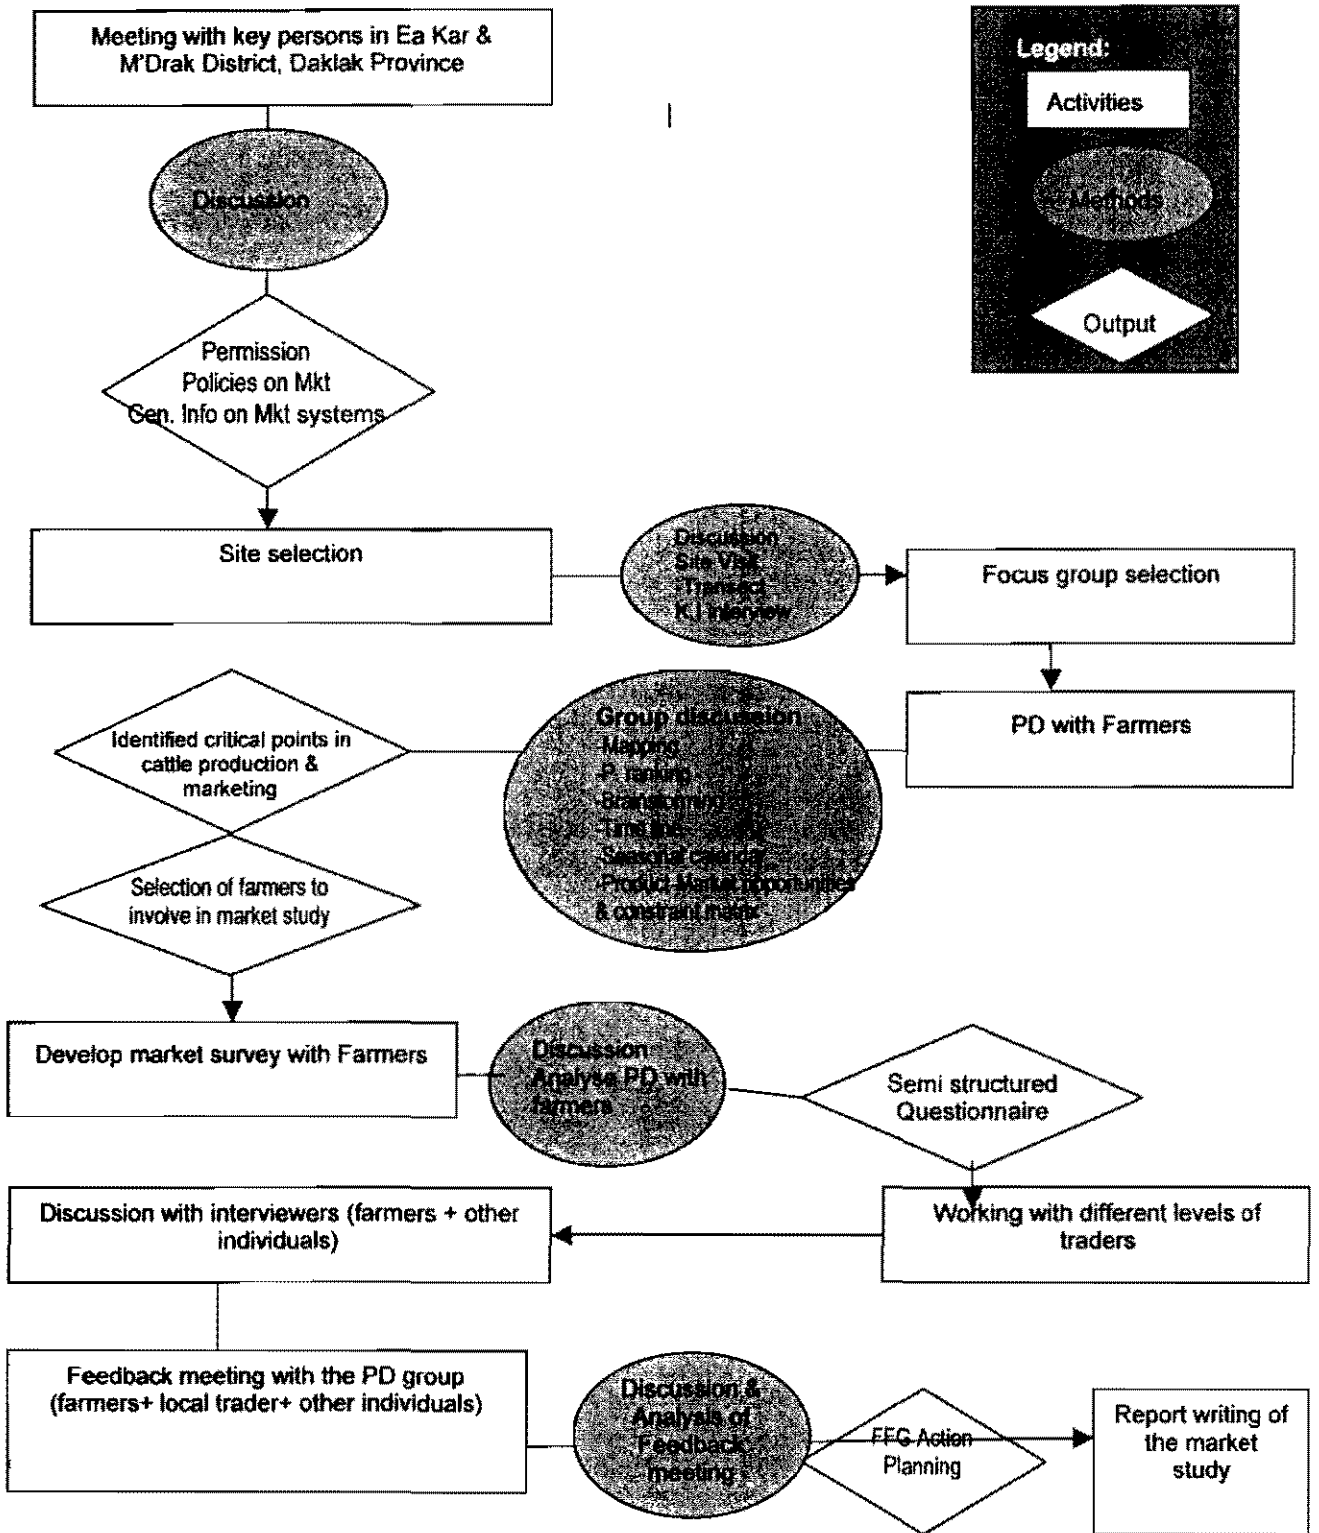 Meeting with key persons in Ea Kar &
M'Drak District, Daklak Province
Legend:
Activities
Methods
Output
Discussion
Permission
Policies on Mkt
Gen. Info on Mkt systems
Site selection
Discussion
Site Visit
-Transect
K.I interview
Focus group selection
PD with Farmers
Group discussion
-Mapping
-P. ranking
-Brainstorming
-Time line
-Seasonal calendar
-Product-Market opportunities
& constraint matrix
Identified critical points in
cattle production &
marketing
Selection of farmers to
involve in market study
Develop market survey with Farmers
Discussion
Analyse PD with
farmers
Semi structured
Questionnaire
Working with different levels of
traders
Discussion with interviewers (farmers + other
individuals)
Feedback meeting with the PD group
(farmers+ local trader+ other individuals)
Discussion &
Analysis of
Feedback
meeting
FFG Action
Planning
Report writing of
the market
study